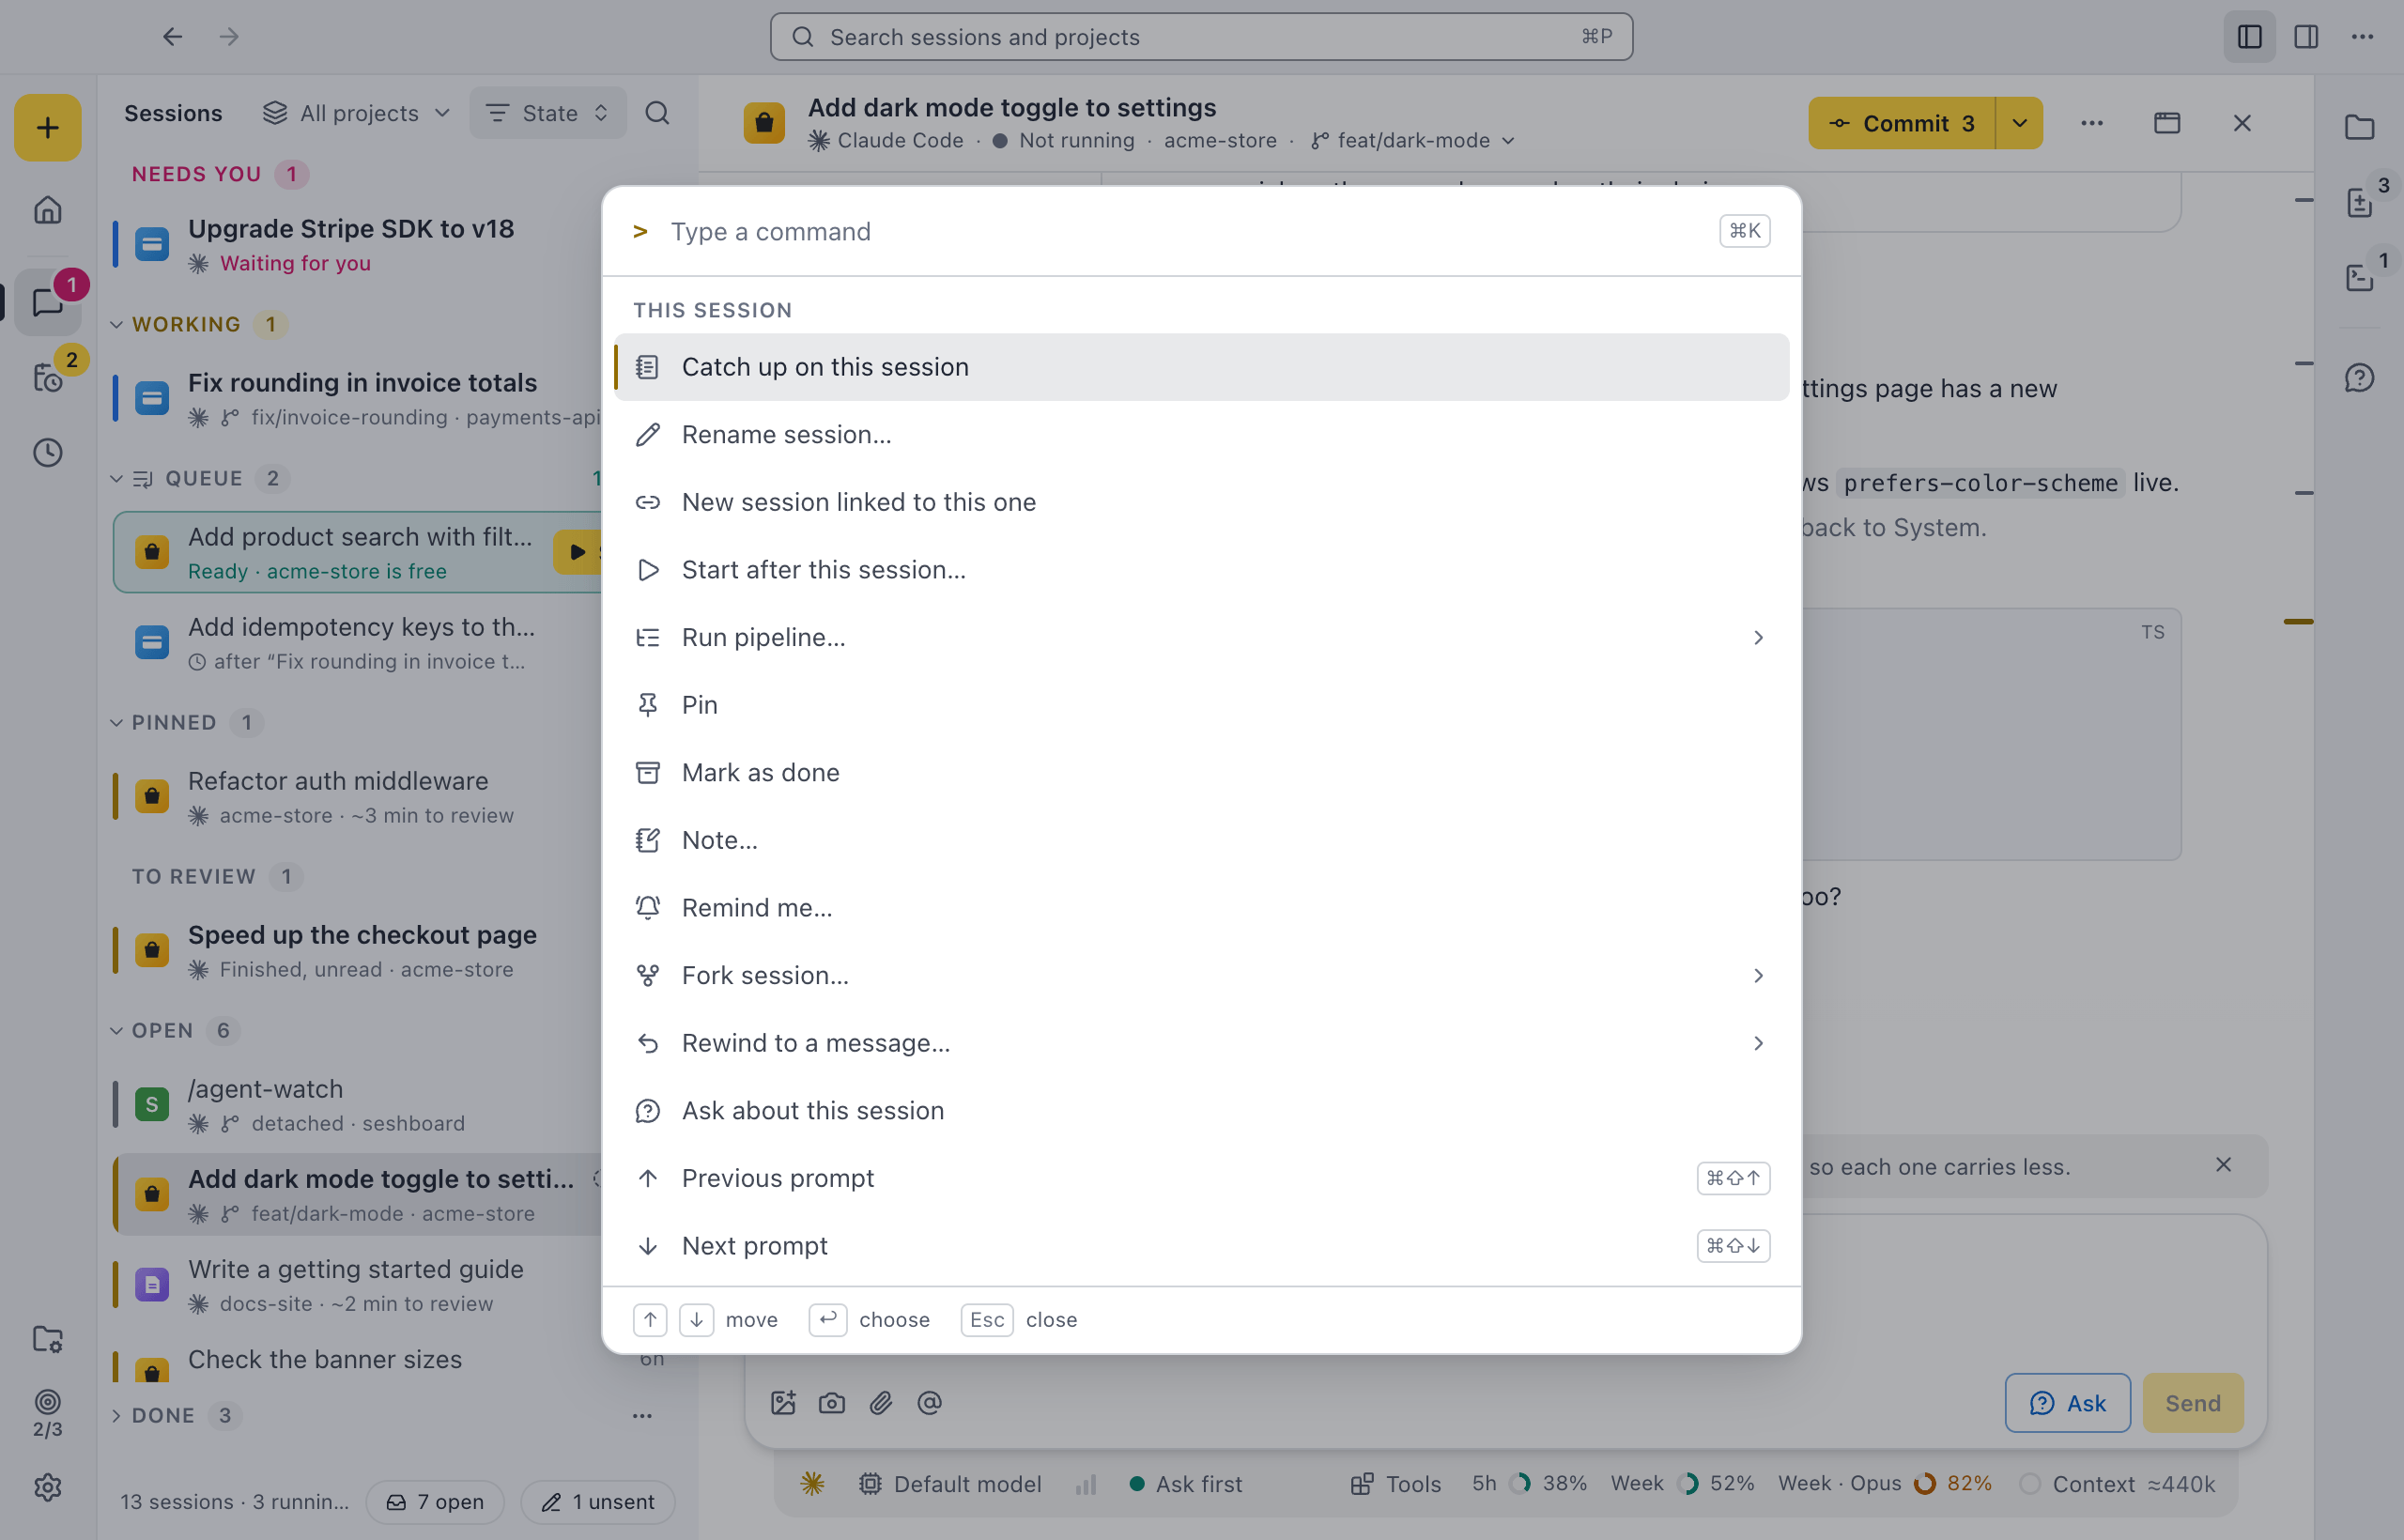 Search sessions and projects ⌘P
Sessions All projects State
Add dark mode toggle to settings
Claude Code · Not running · acme-store · feat/dark-mode
Commit 3
NEEDS YOU 1
Upgrade Stripe SDK to v18
Waiting for you
1
WORKING 1
2
Fix rounding in invoice totals
fix/invoice-rounding · payments-api
QUEUE 2
Add product search with filt...
Ready · acme-store is free
Add idempotency keys to th...
after “Fix rounding in invoice t...
PINNED 1
Refactor auth middleware
acme-store · ~3 min to review
TO REVIEW 1
Speed up the checkout page
Finished, unread · acme-store
OPEN 6
S
/agent-watch
detached · seshboard
Add dark mode toggle to setti...
feat/dark-mode · acme-store
Write a getting started guide
docs-site · ~2 min to review
Check the banner sizes
6h
DONE 3
2/3
13 sessions · 3 runnin... 7 open 1 unsent
> Type a command ⌘K
THIS SESSION
Catch up on this session
Rename session...
New session linked to this one
Start after this session...
Run pipeline...
Pin
Mark as done
Note...
Remind me...
Fork session...
Rewind to a message...
Ask about this session
Previous prompt ⌘⇧↑
Next prompt ⌘⇧↓
↑ ↓ move ↩ choose Esc close
page has a new
prefers-color-scheme live.
back to System.
TS
so each one carries less.
Ask Send
Default model Ask first Tools 5h 38% Week 52% Week · Opus 82% Context ≈440k
3
1